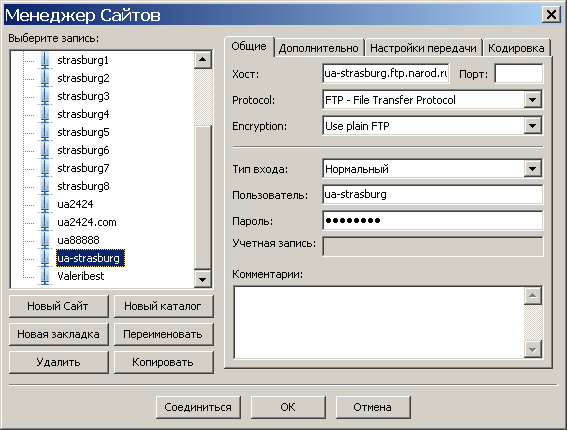 Менеджер Сайтов
Выберите запись:
strasburg1
strasburg2
strasburg3
strasburg4
strasburg5
strasburg6
strasburg7
strasburg8
ua2424
ua2424.com
ua88888
ua-strasburg
Valeribest
Новый Сайт Новый каталог
Новая закладка Переименовать
Удалить Копировать
Общие Дополнительно Настройки передачи Кодировка
Хост: ua-strasburg.ftp.narod.ru Порт:
Protocol: FTP - File Transfer Protocol
Encryption: Use plain FTP
Тип входа: Нормальный
Пользователь: ua-strasburg
Пароль: ●●●●●●●●
Учетная запись:
Комментарии:
Соединиться OK Отмена